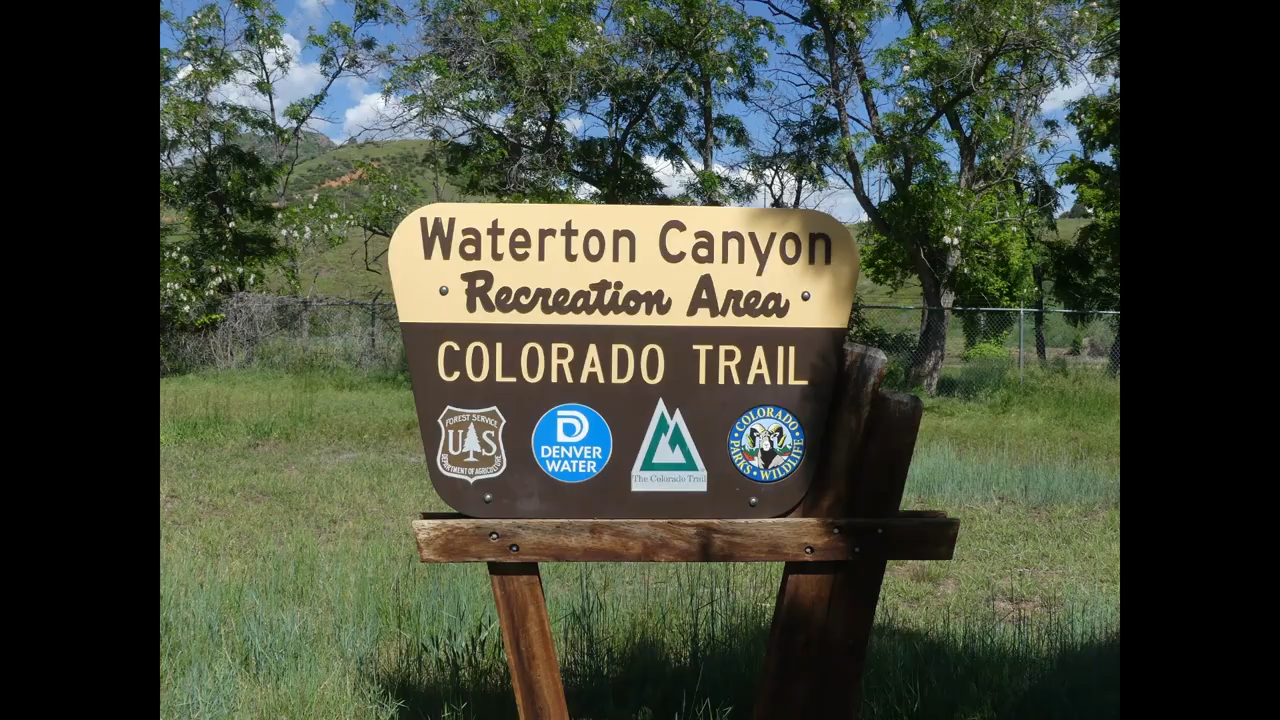 Waterton Canyon
Recreation Area
COLORADO TRAIL
FOREST SERVICE
U S
DEPARTMENT OF AGRICULTURE
DENVER
WATER
The Colorado Trail
COLORADO
PARKS • WILDLIFE